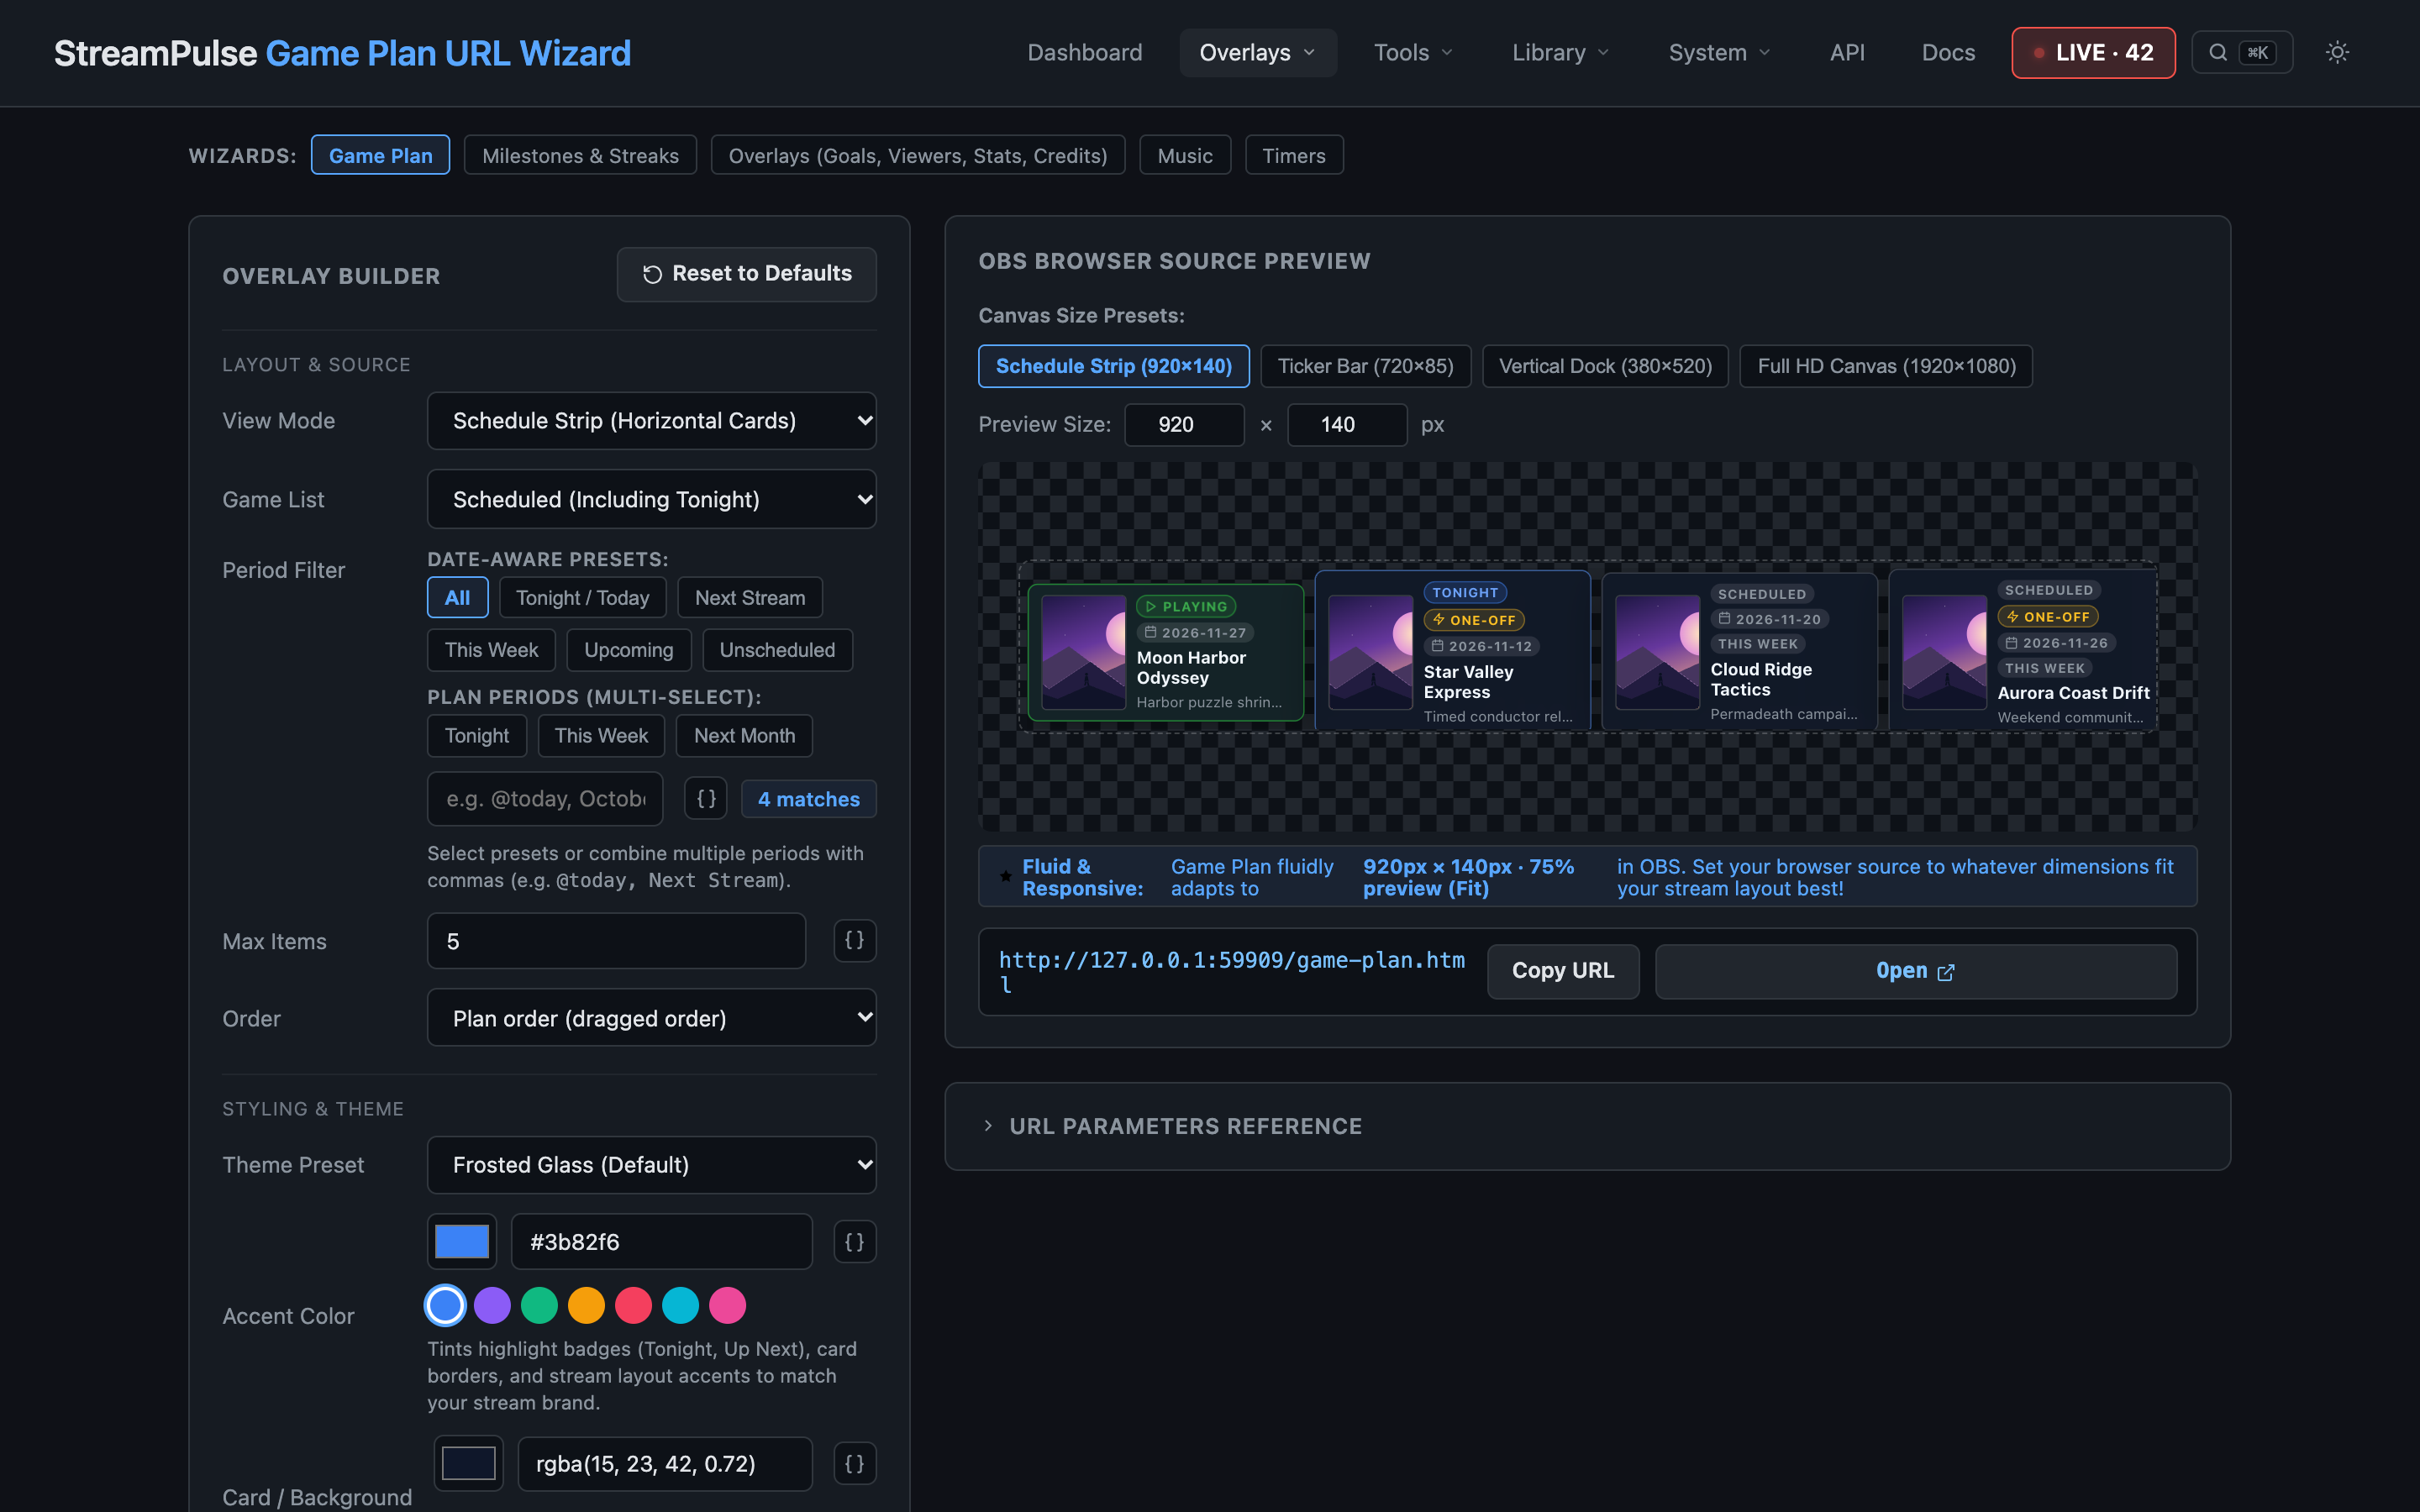 StreamPulse Game Plan URL Wizard
Dashboard
Overlays
Tools
Library
System
API
Docs
LIVE · 42
⌘K
WIZARDS:
Game Plan
Milestones & Streaks
Overlays (Goals, Viewers, Stats, Credits)
Music
Timers
OVERLAY BUILDER
Reset to Defaults
LAYOUT & SOURCE
View Mode
Schedule Strip (Horizontal Cards)
Game List
Scheduled (Including Tonight)
Period Filter
DATE-AWARE PRESETS:
All
Tonight / Today
Next Stream
This Week
Upcoming
Unscheduled
PLAN PERIODS (MULTI-SELECT):
Tonight
This Week
Next Month
e.g. @today, Octob
{}
4 matches
Select presets or combine multiple periods with
commas (e.g. @today, Next Stream).
Max Items
5
{}
Order
Plan order (dragged order)
STYLING & THEME
Theme Preset
Frosted Glass (Default)
#3b82f6
{}
Accent Color
Tints highlight badges (Tonight, Up Next), card
borders, and stream layout accents to match
your stream brand.
rgba(15, 23, 42, 0.72)
{}
Card / Background
OBS BROWSER SOURCE PREVIEW
Canvas Size Presets:
Schedule Strip (920×140)
Ticker Bar (720×85)
Vertical Dock (380×520)
Full HD Canvas (1920×1080)
Preview Size:
920
×
140
px
PLAYING
2026-11-27
Moon Harbor
Odyssey
Harbor puzzle shrin...
TONIGHT
ONE-OFF
2026-11-12
Star Valley
Express
Timed conductor rel...
SCHEDULED
2026-11-20
THIS WEEK
Cloud Ridge
Tactics
Permadeath campai...
SCHEDULED
ONE-OFF
2026-11-26
THIS WEEK
Aurora Coast Drift
Weekend communit...
Fluid &
Responsive:
Game Plan fluidly
adapts to
920px × 140px · 75%
preview (Fit)
in OBS. Set your browser source to whatever dimensions fit
your stream layout best!
http://127.0.0.1:59909/game-plan.htm
l
Copy URL
Open
URL PARAMETERS REFERENCE